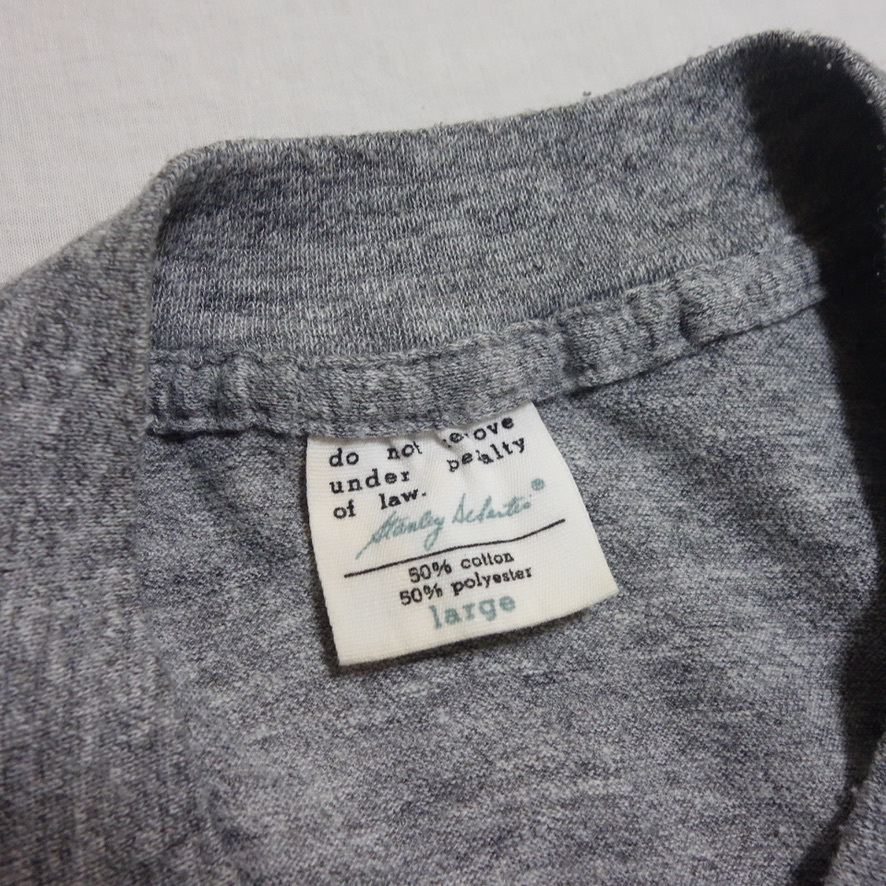 do not remove
under penalty
of law.
Stanley DeSantis®
50% cotton
50% polyester
large